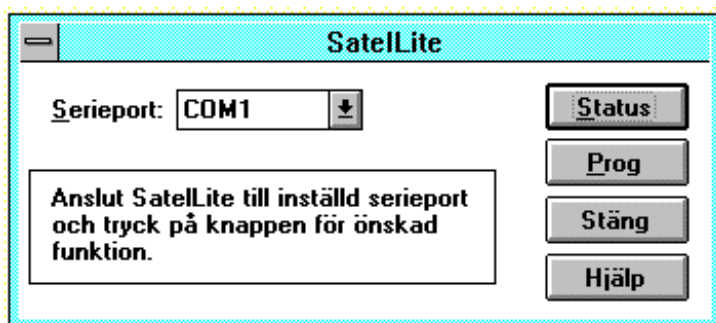 SatelLite
Serieport: COM1
Status
Prog
Anslut SatelLite till inställd serieport
och tryck på knappen för önskad
funktion.
Stäng
Hjälp